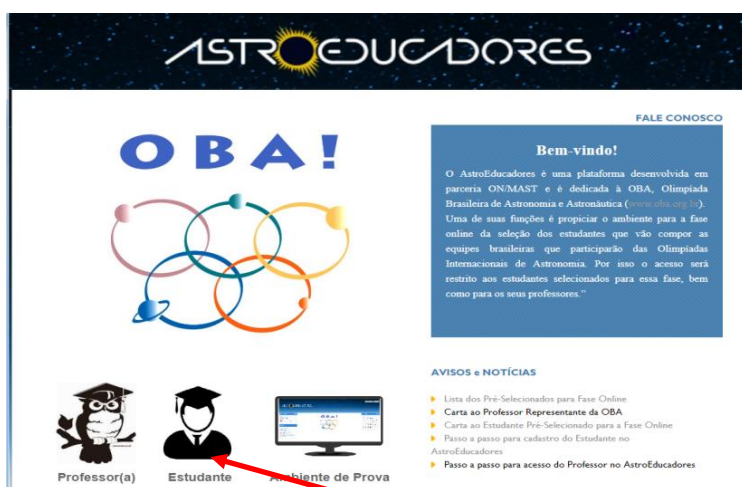 ASTROEDUCADORES
FALE CONOSCO
OBA!
Bem-vindo!
O AstroEducadores é uma plataforma desenvolvida em
parceria ON/MAST e é dedicada à OBA, Olimpíada
Brasileira de Astronomia e Astronáutica (www.oba.org.br).
Uma de suas funções é propiciar o ambiente para a fase
online da seleção dos estudantes que vão compor as
equipes brasileiras que participarão das Olimpíadas
Internacionais de Astronomia. Por isso o acesso será
restrito aos estudantes selecionados para essa fase, bem
como para os seus professores.”
AVISOS e NOTÍCIAS
Lista dos Pré-Selecionados para Fase Online
Carta ao Professor Representante da OBA
Carta ao Estudante Pré-Selecionado para a Fase Online
Passo a passo para cadastro do Estudante no
AstroEducadores
Passo a passo para acesso do Professor no AstroEducadores
Professor(a)
Estudante
Ambiente de Prova